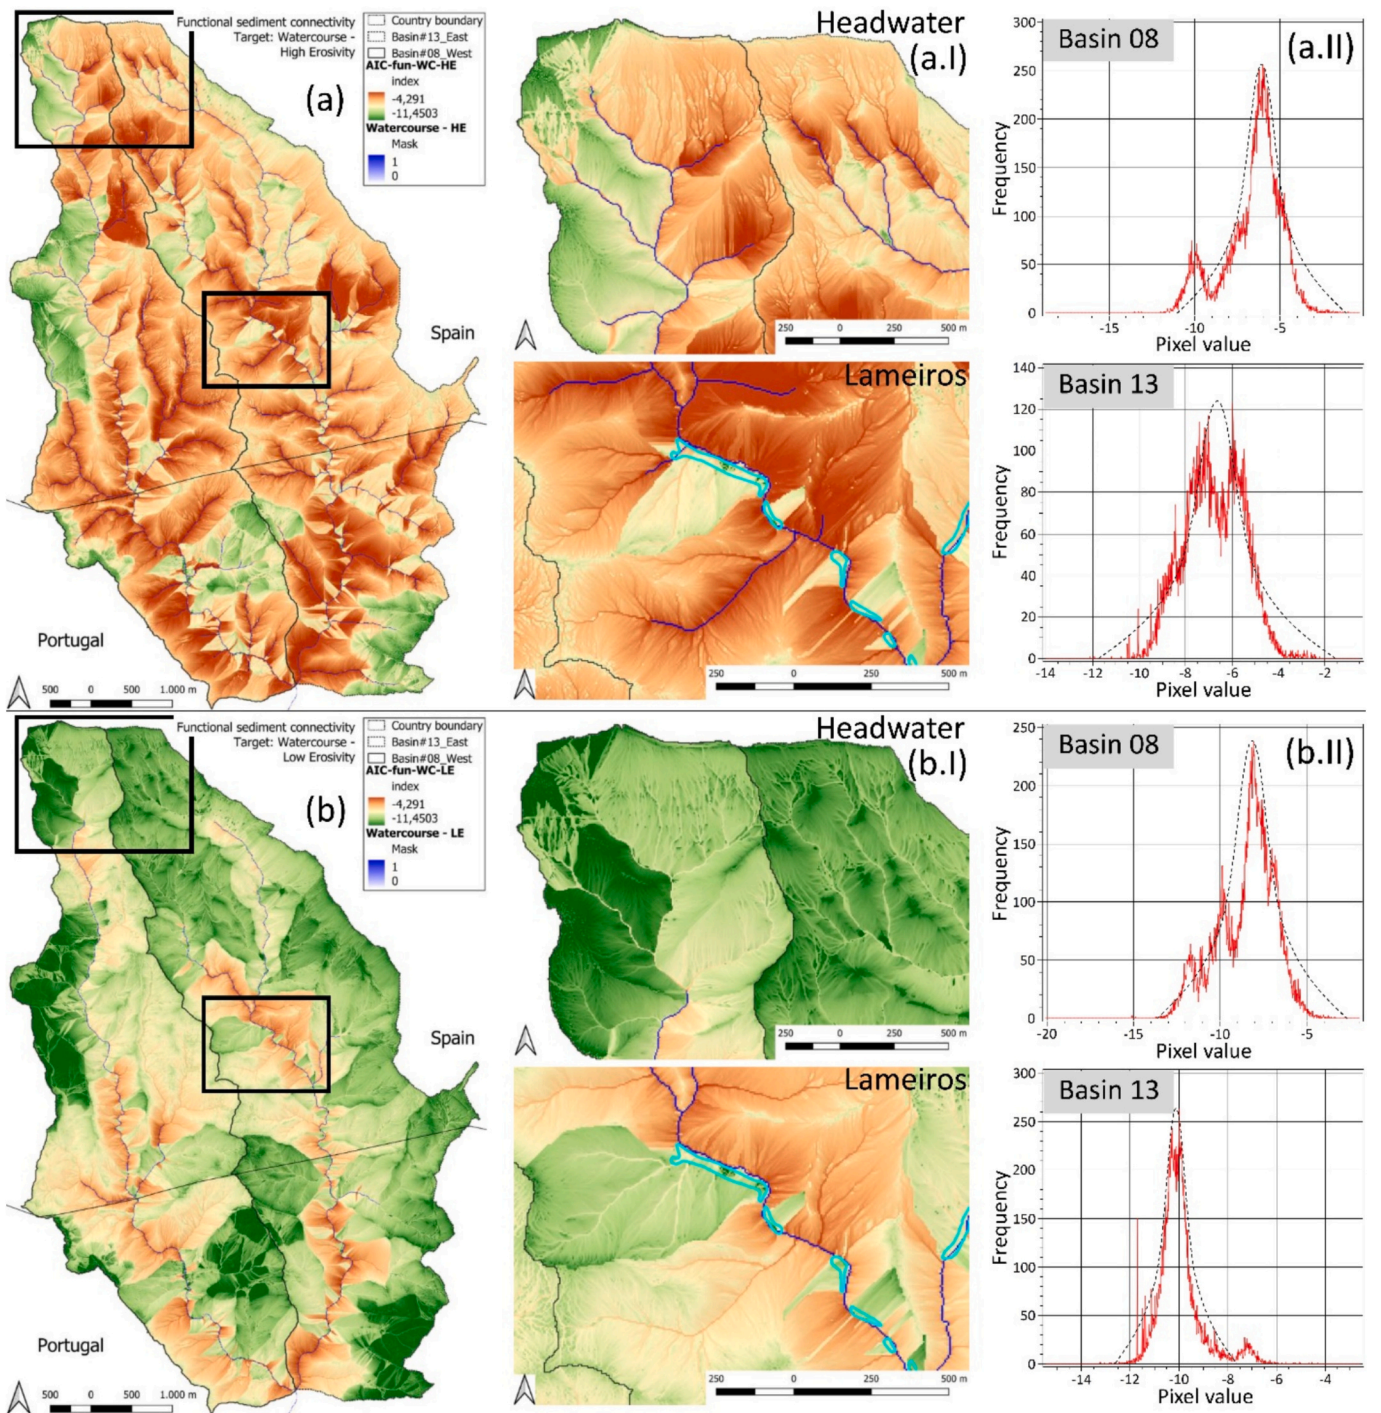 Functional sediment connectivity
Target: Watercourse -
High Erosivity
Country boundary
Basin#13_East
Basin#08_West
AIC-fun-WC-HE
index
-4,291
-11,4503
Watercourse - HE
Mask
1
0
(a)
Spain
Portugal
500 0 500 1.000 m
Headwater
(a.I)
250 0 250 500 m
Lameiros
250 0 250 500 m
Basin 08
(a.II)
Frequency
300
250
200
150
100
50
0
-15 -10 -5
Pixel value
Basin 13
Frequency
140
120
100
80
60
40
20
0
-14 -12 -10 -8 -6 -4 -2
Pixel value
Functional sediment connectivity
Target: Watercourse -
Low Erosivity
Country boundary
Basin#13_East
Basin#08_West
AIC-fun-WC-LE
index
-4,291
-11,4503
Watercourse - LE
Mask
1
0
(b)
Spain
Portugal
500 0 500 1.000 m
Headwater
(b.I)
250 0 250 500 m
Lameiros
250 0 250 500 m
Basin 08
(b.II)
Frequency
250
200
150
100
50
0
-20 -15 -10 -5
Pixel value
Basin 13
Frequency
300
250
200
150
100
50
0
-14 -12 -10 -8 -6 -4
Pixel value